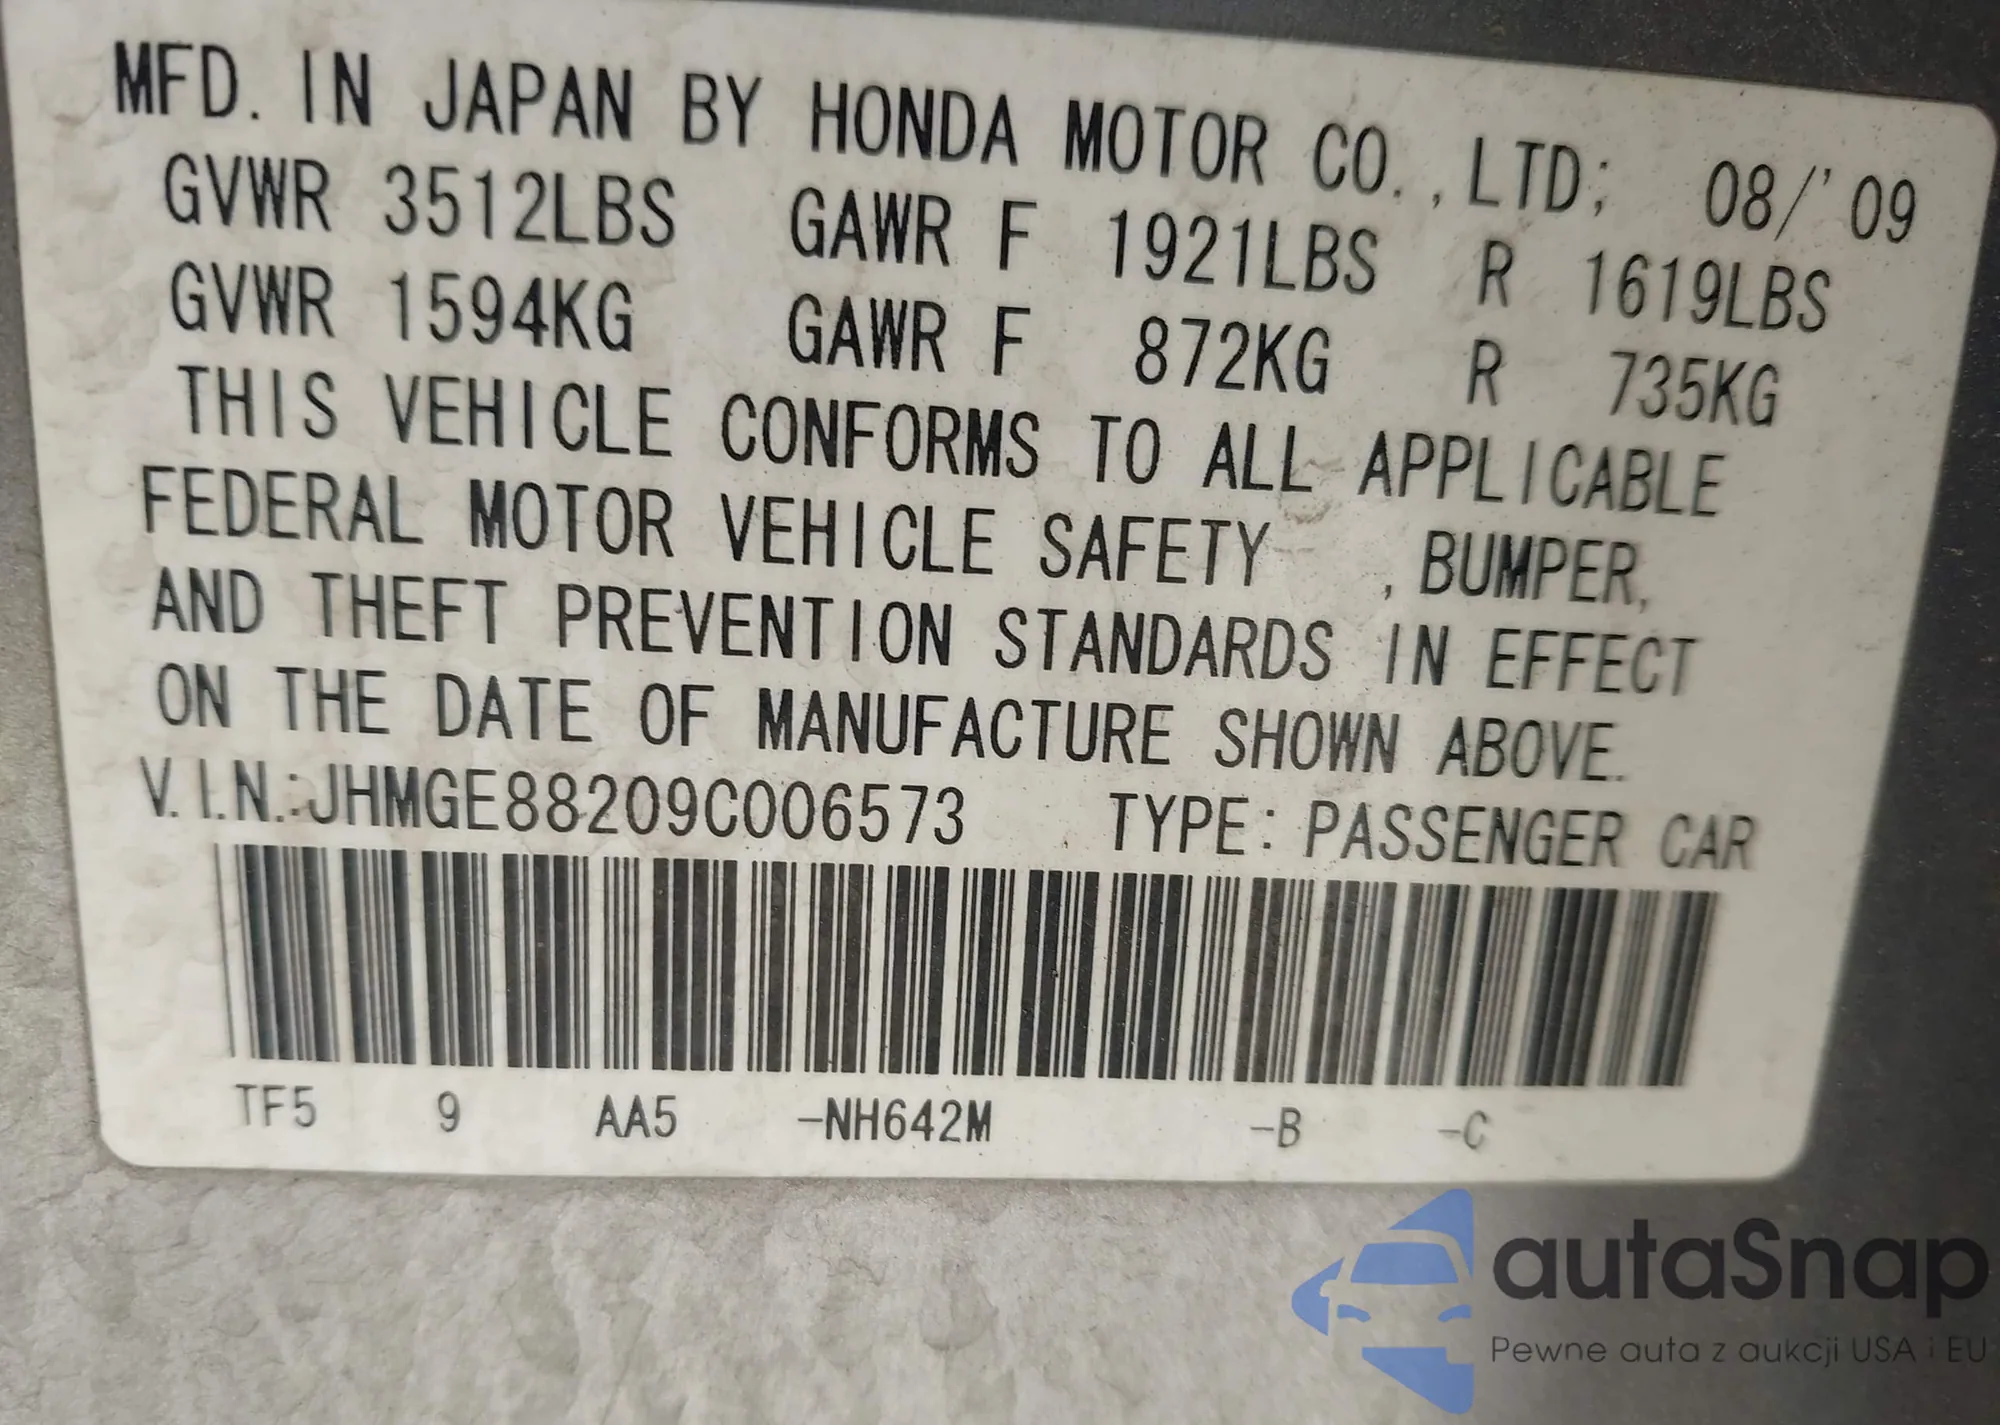 MFD. IN JAPAN BY HONDA MOTOR CO.,LTD; 08/'09
GVWR 3512LBS GAWR F 1921LBS R 1619LBS
GVWR 1594KG GAWR F 872KG R 735KG
THIS VEHICLE CONFORMS TO ALL APPLICABLE
FEDERAL MOTOR VEHICLE SAFETY , BUMPER,
AND THEFT PREVENTION STANDARDS IN EFFECT
ON THE DATE OF MANUFACTURE SHOWN ABOVE.
V.I.N.:JHMGE88209C006573 TYPE: PASSENGER CAR
TF5 9 AA5 -NH642M -B -C
autaSnap
Pewne auta z aukcji USA i EU